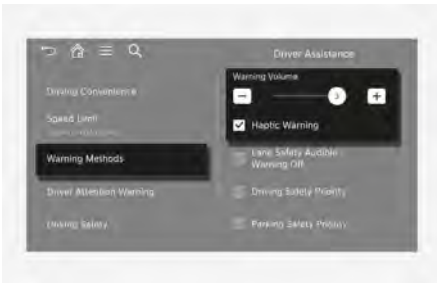 Driver Assistance
Driving Convenience
Speed Limit
Warning Methods
Driver Attention Warning
Driving Safety
Warning Volume
Haptic Warning
Lane Safety Audible
Warning Off
Driving Safety Priority
Parking Safety Priority